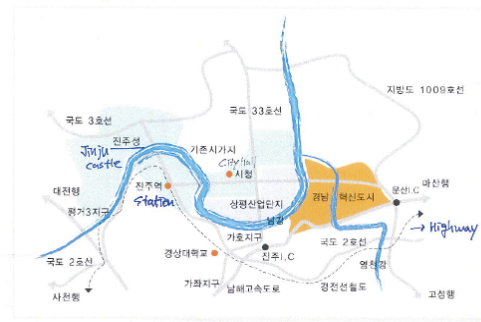 지방도 1009호선
국도 33호선
국도 3호선
진주성
Jinju castle
기존시가지
City hall
시청
대전행
진주역
Station
평거3지구
상평산업단지
남강
경남 혁신도시
문산I.C
마산행
→ Highway
가호지구
국도 2호선
경상대학교
진주I.C
국도 2호선
영천강
사천행
가좌지구
남해고속도로
경전선철도
고성행